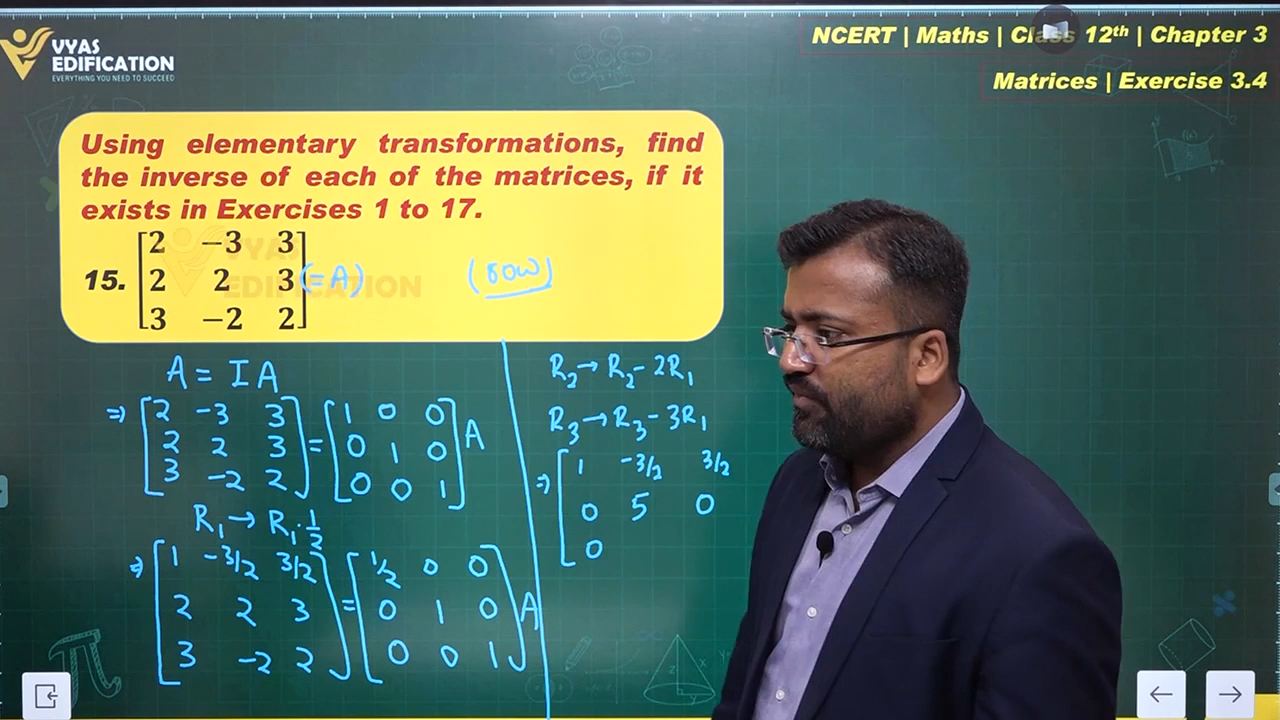 VYAS
EDIFICATION
EVERYTHING YOU NEED TO SUCCEED
NCERT | Maths | Class 12th | Chapter 3
Matrices | Exercise 3.4
Using elementary transformations, find
the inverse of each of the matrices, if it
exists in Exercises 1 to 17.
2 −3 3
15. 2 2 3 (= A) (ROW)
3 −2 2
VYAS
EDIFICATION
A = I A
⇒ [2 -3 3] = [1 0 0]
[2 2 3] [0 1 0] A
[3 -2 2] [0 0 1]
R₁ → R₁·1/2
⇒ [1 -3/2 3/2] [1/2 0 0]
[2 2 3] = [0 1 0] A
[3 -2 2] [0 0 1]
R₂ → R₂ - 2R₁
R₃ → R₃ - 3R₁
⇒ [1 -3/2 3/2
0 5 0
0